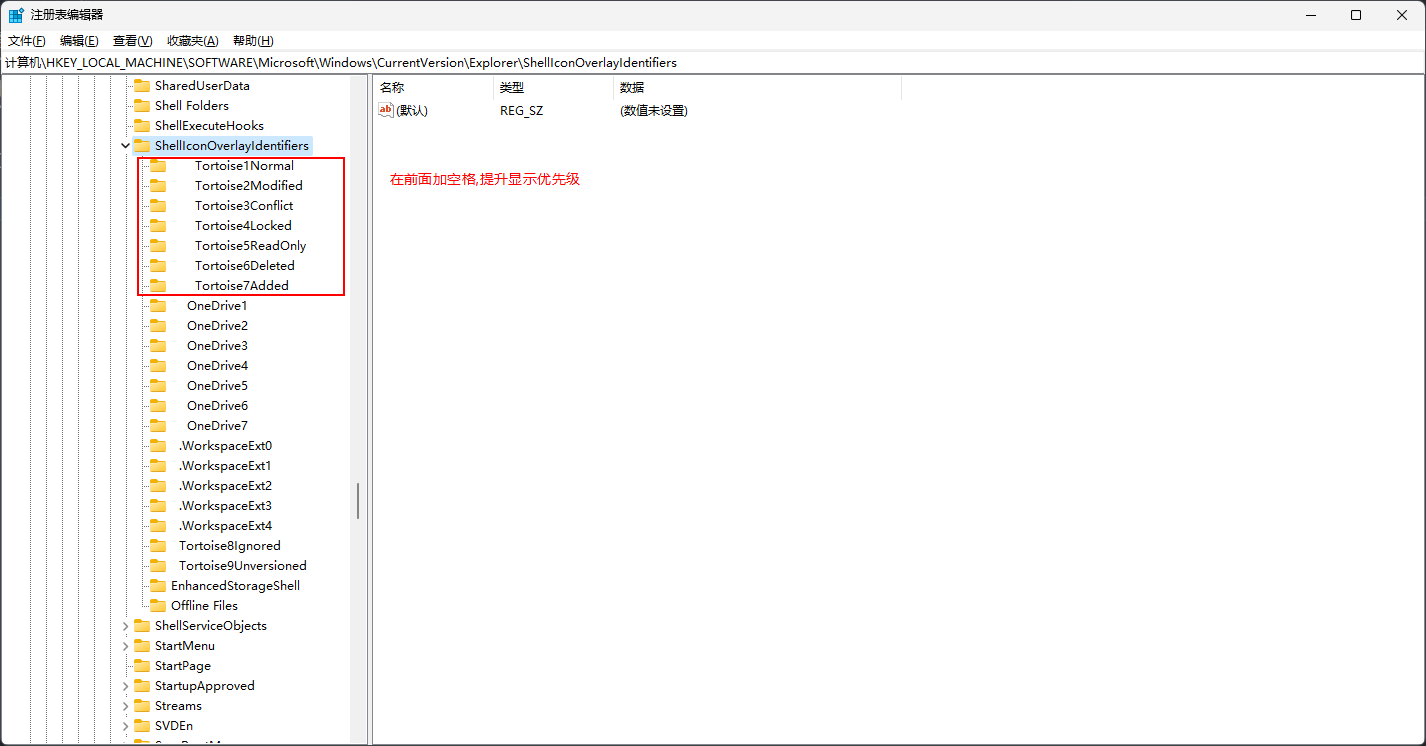 注册表编辑器
文件(F) 编辑(E) 查看(V) 收藏夹(A) 帮助(H)
计算机\HKEY_LOCAL_MACHINE\SOFTWARE\Microsoft\Windows\CurrentVersion\Explorer\ShellIconOverlayIdentifiers
SharedUserData
Shell Folders
ShellExecuteHooks
ShellIconOverlayIdentifiers
Tortoise1Normal
Tortoise2Modified
Tortoise3Conflict
Tortoise4Locked
Tortoise5ReadOnly
Tortoise6Deleted
Tortoise7Added
OneDrive1
OneDrive2
OneDrive3
OneDrive4
OneDrive5
OneDrive6
OneDrive7
.WorkspaceExt0
.WorkspaceExt1
.WorkspaceExt2
.WorkspaceExt3
.WorkspaceExt4
Tortoise8Ignored
Tortoise9Unversioned
EnhancedStorageShell
Offline Files
ShellServiceObjects
StartMenu
StartPage
StartupApproved
Streams
SVDEn
名称 类型 数据
ab (默认) REG_SZ (数值未设置)
在前面加空格,提升显示优先级